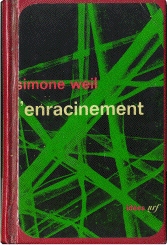 simone weil
l'enracinement
idées nrf